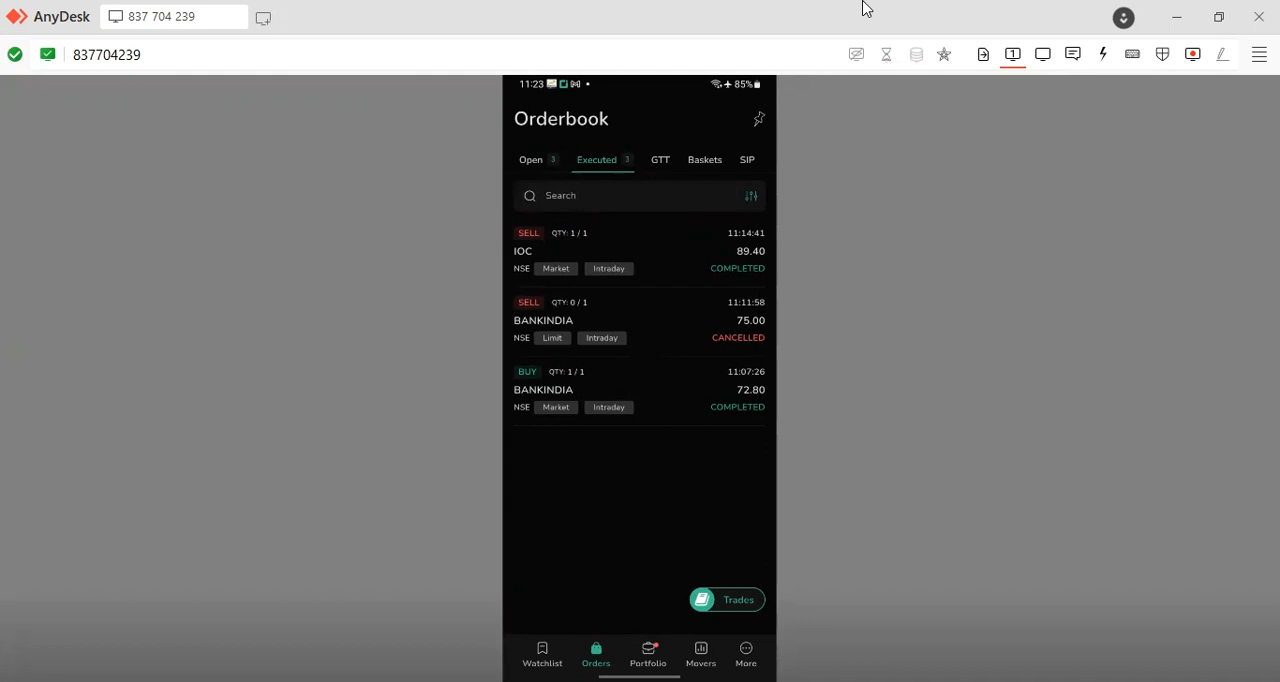 AnyDesk 837 704 239
837704239 1
11:23 85%
Orderbook
Open 3 Executed 3 GTT Baskets SIP
Search
SELL QTY: 1 / 1 11:14:41
IOC 89.40
NSE Market Intraday COMPLETED
SELL QTY: 0 / 1 11:11:58
BANKINDIA 75.00
NSE Limit Intraday CANCELLED
BUY QTY: 1 / 1 11:07:26
BANKINDIA 72.80
NSE Market Intraday COMPLETED
Trades
Watchlist Orders Portfolio Movers More